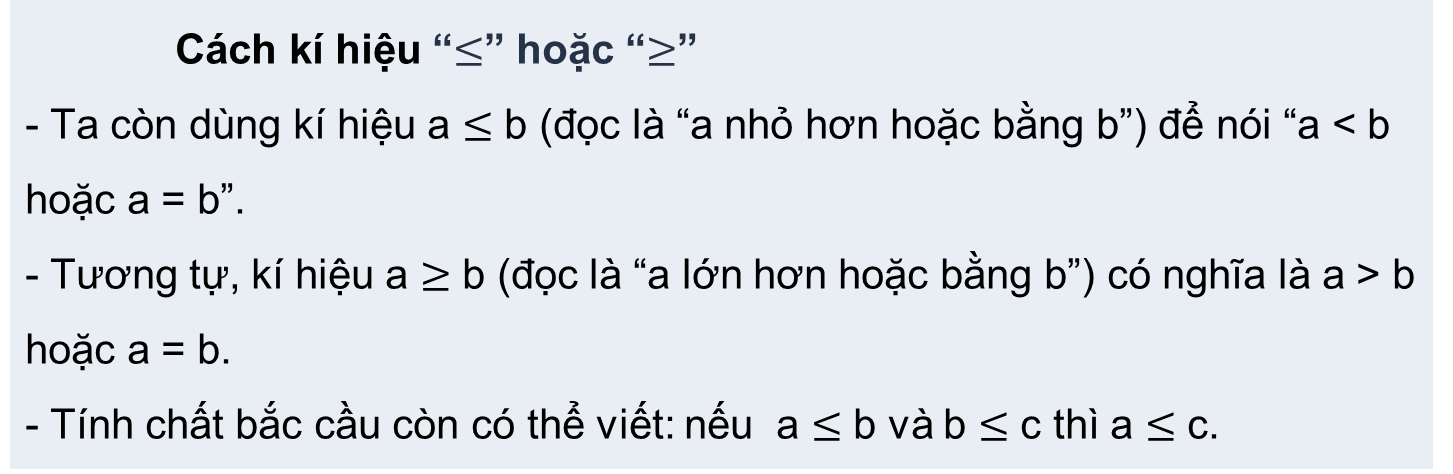 Cách kí hiệu “≤” hoặc “≥”
- Ta còn dùng kí hiệu a ≤ b (đọc là “a nhỏ hơn hoặc bằng b”) để nói “a < b
hoặc a = b”.
- Tương tự, kí hiệu a ≥ b (đọc là “a lớn hơn hoặc bằng b”) có nghĩa là a > b
hoặc a = b.
- Tính chất bắc cầu còn có thể viết: nếu a ≤ b và b ≤ c thì a ≤ c.